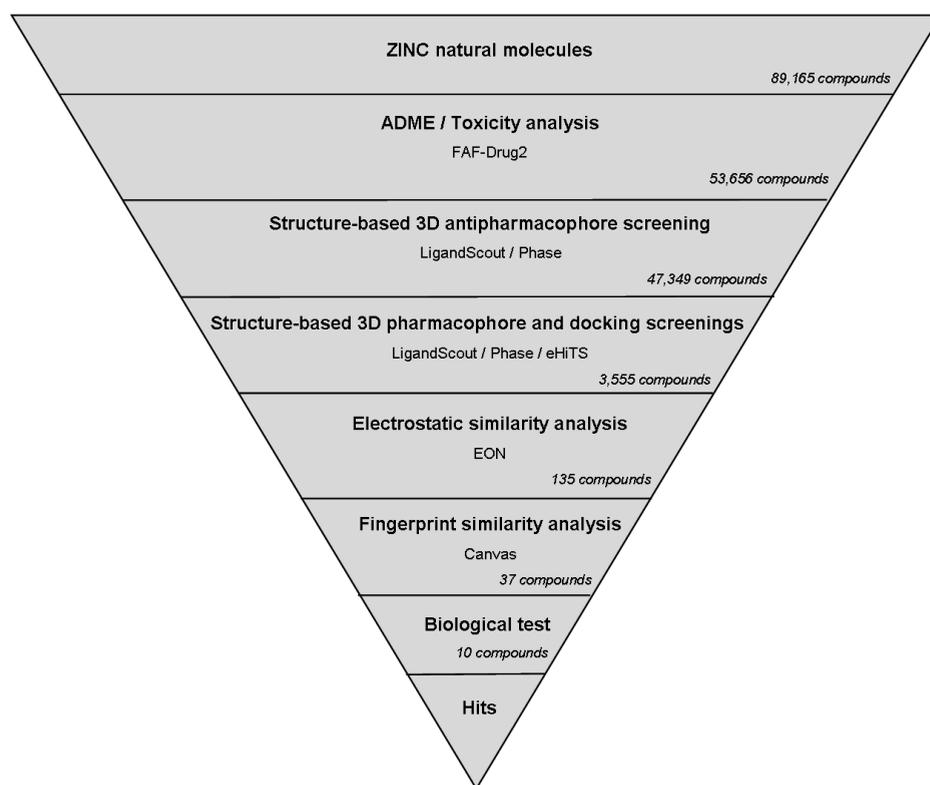 ZINC natural molecules
89,165 compounds
ADME / Toxicity analysis
FAF-Drug2
53,656 compounds
Structure-based 3D antipharmacophore screening
LigandScout / Phase
47,349 compounds
Structure-based 3D pharmacophore and docking screenings
LigandScout / Phase / eHiTS
3,555 compounds
Electrostatic similarity analysis
EON
135 compounds
Fingerprint similarity analysis
Canvas
37 compounds
Biological test
10 compounds
Hits